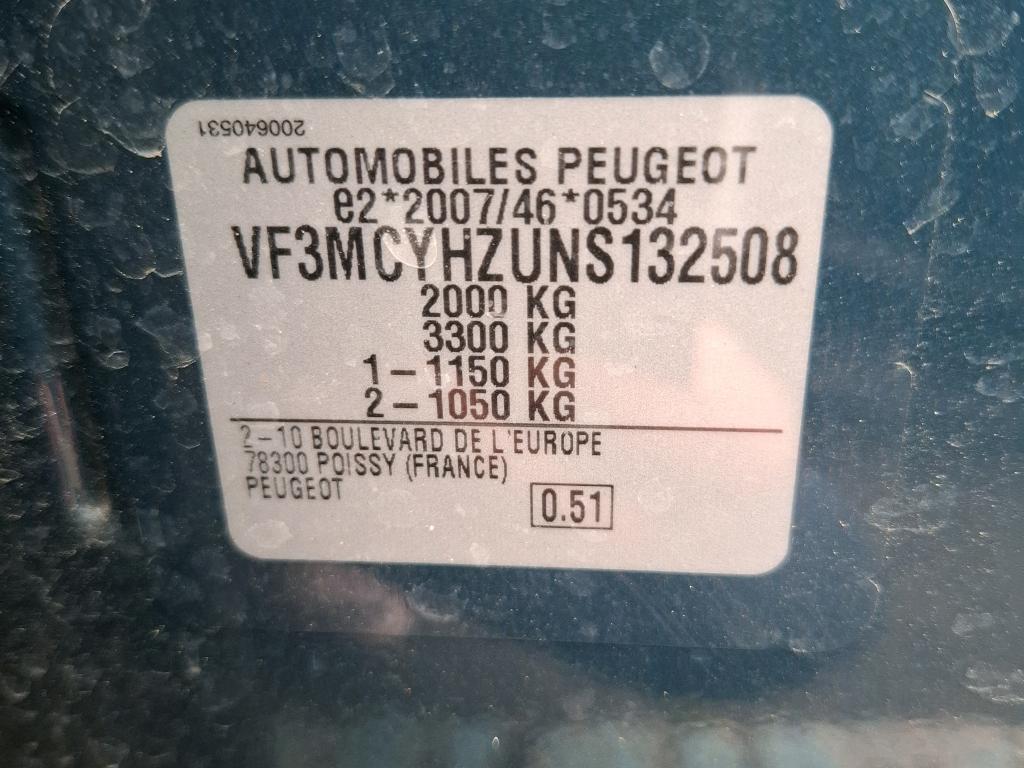 200640531
AUTOMOBILES PEUGEOT
e2*2007/46*0534
VF3MCYHZUNS132508
2000 KG
3300 KG
1-1150 KG
2-1050 KG
2-10 BOULEVARD DE L'EUROPE
78300 POISSY (FRANCE)
PEUGEOT
0.51